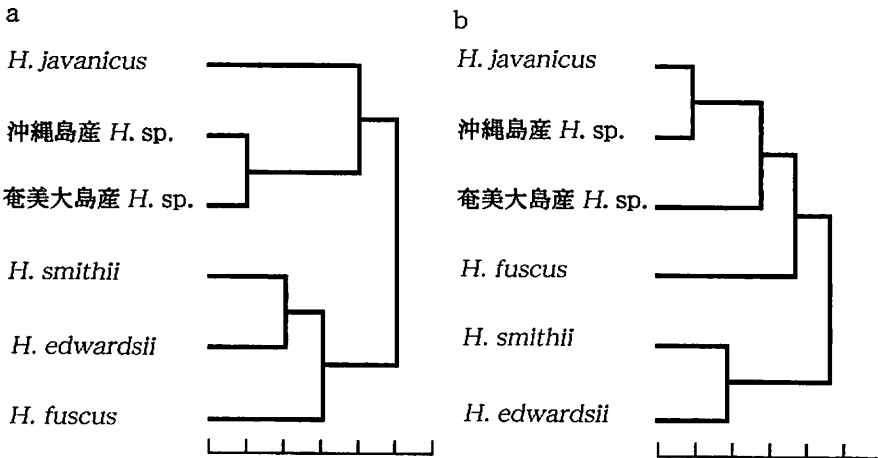 a
H. javanicus
沖縄島産 H. sp.
奄美大島産 H. sp.
H. smithii
H. edwardsii
H. fuscus
b
H. javanicus
沖縄島産 H. sp.
奄美大島産 H. sp.
H. fuscus
H. smithii
H. edwardsii